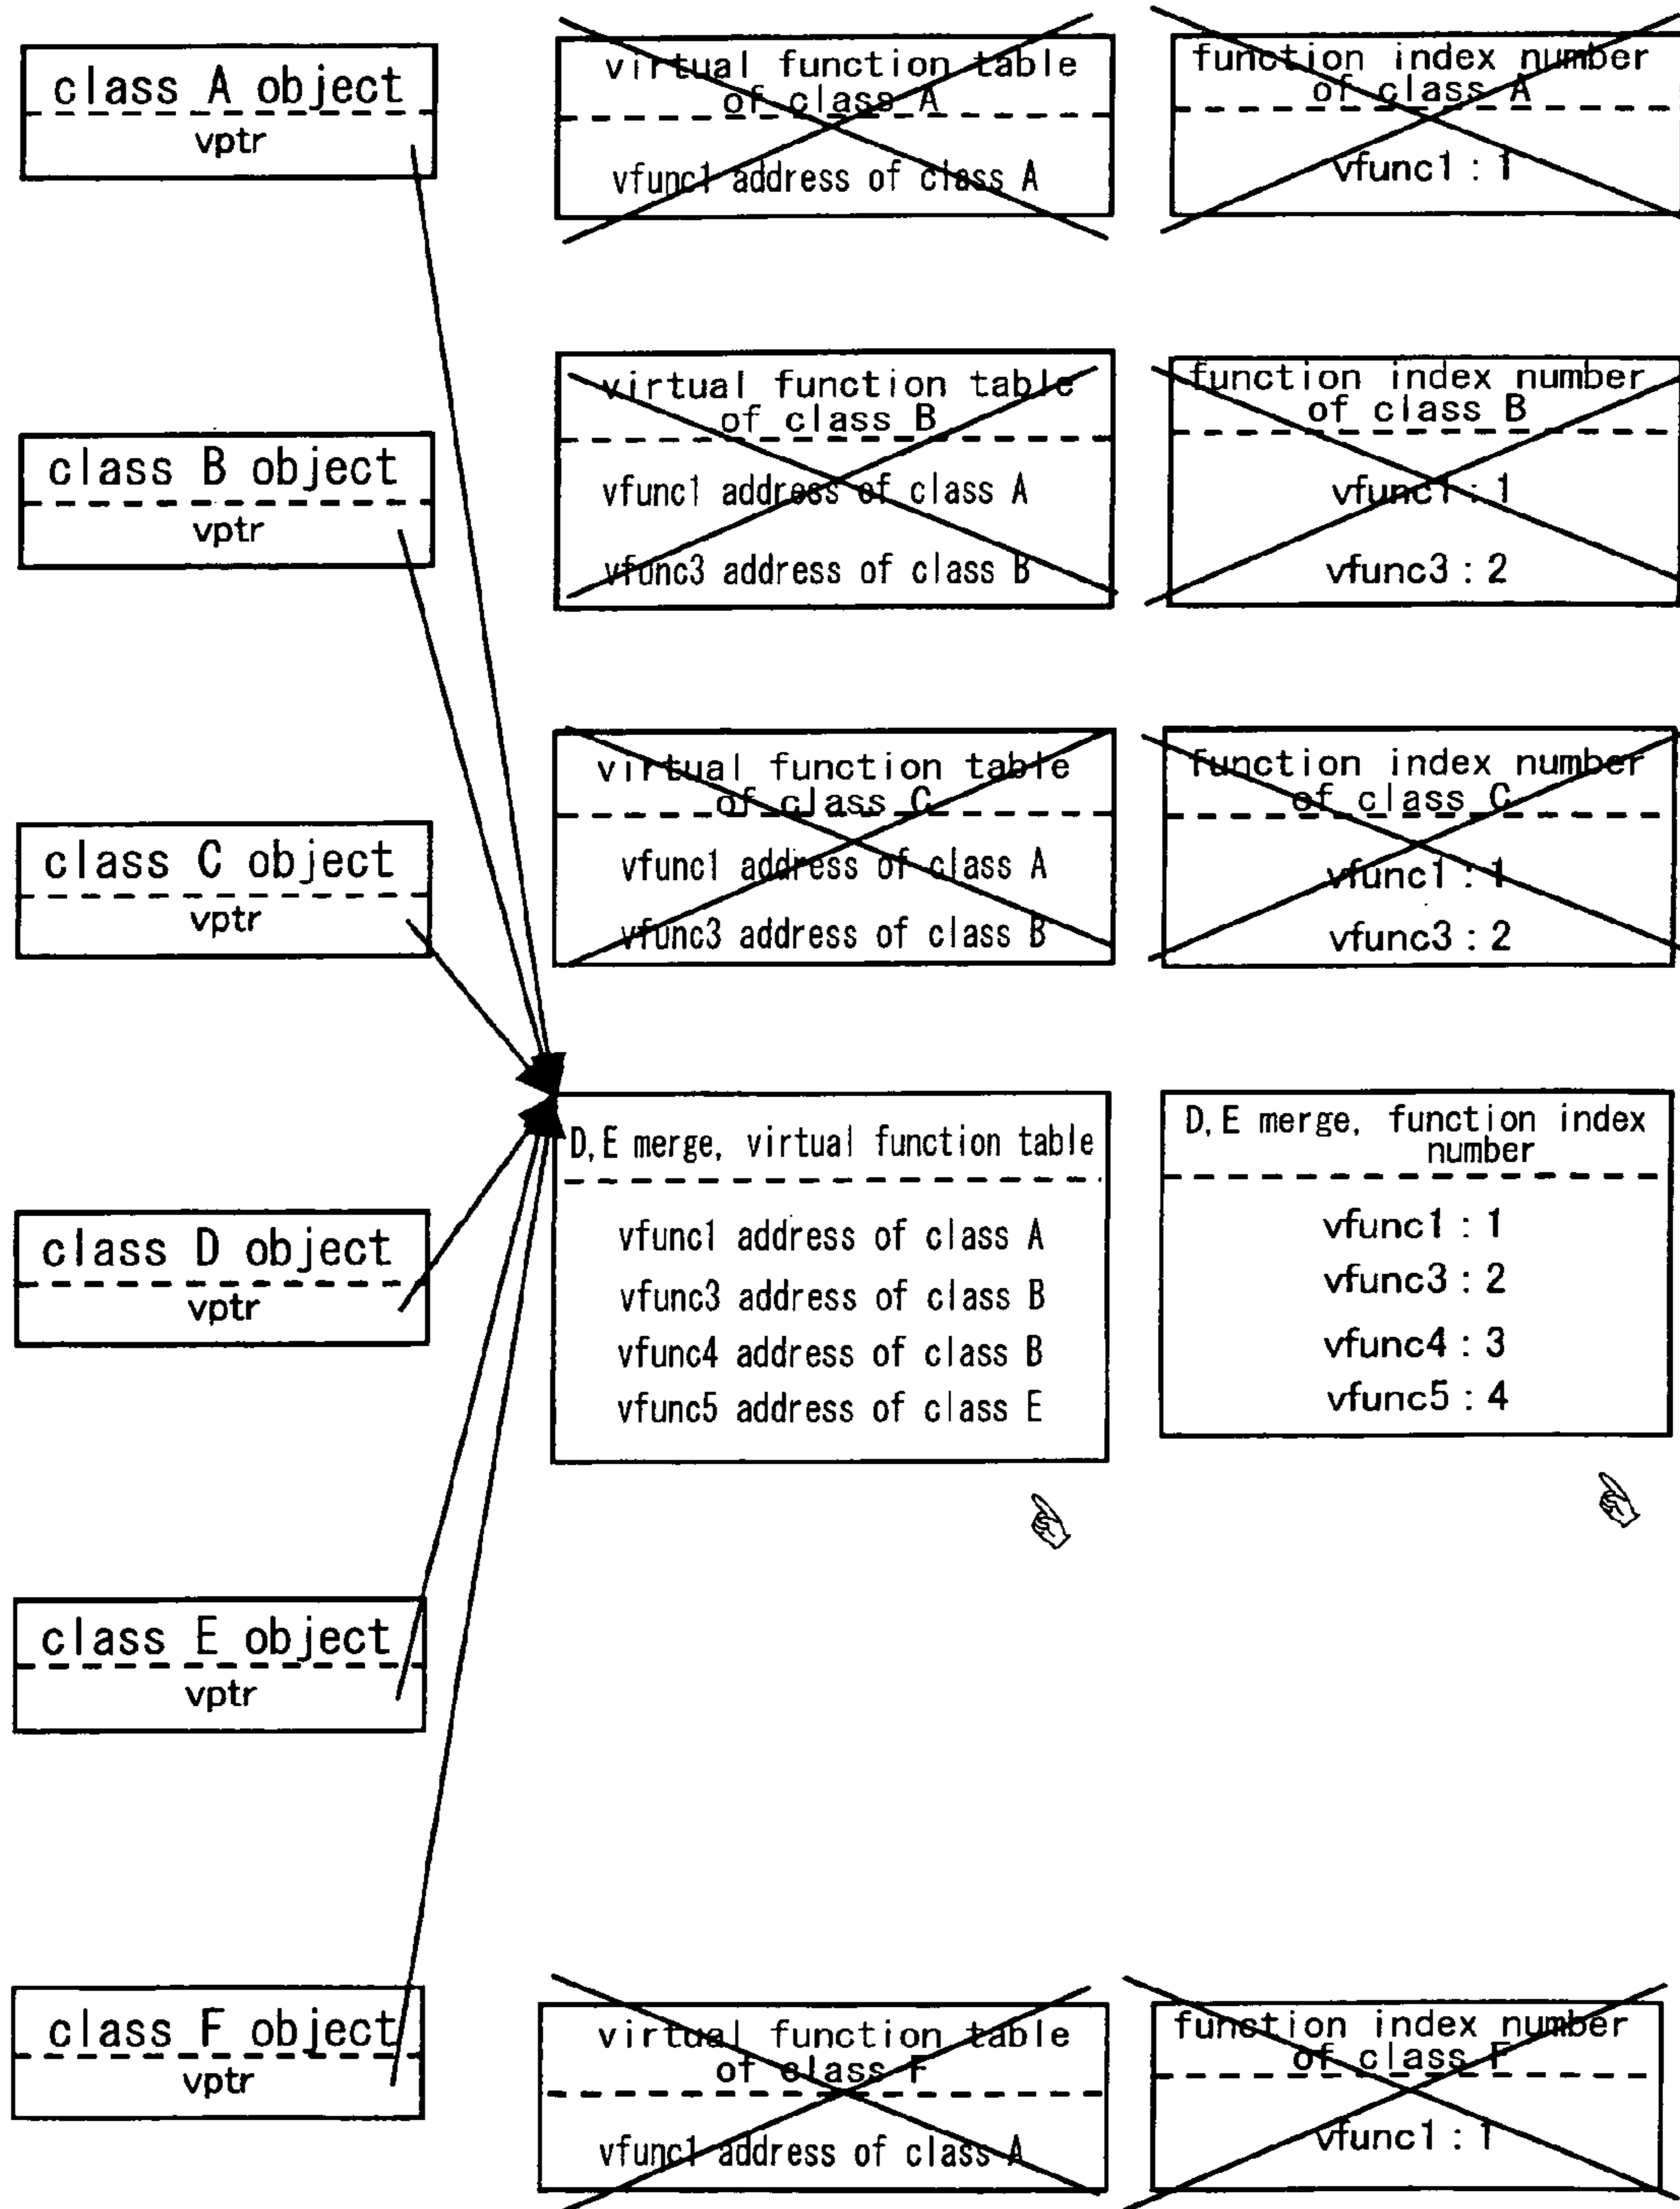 class A object
vptr
virtual function table
of class A
vfunc1 address of class A
function index number
of class A
vfunc1 : 1
class B object
vptr
virtual function table
of class B
vfunc1 address of class A
vfunc3 address of class B
function index number
of class B
vfunc1 : 1
vfunc3 : 2
class C object
vptr
virtual function table
of class C
vfunc1 address of class A
vfunc3 address of class B
function index number
of class C
vfunc1 : 1
vfunc3 : 2
class D object
vptr
D,E merge, virtual function table
vfunc1 address of class A
vfunc3 address of class B
vfunc4 address of class B
vfunc5 address of class E
D,E merge, function index
number
vfunc1 : 1
vfunc3 : 2
vfunc4 : 3
vfunc5 : 4
class E object
vptr
class F object
vptr
virtual function table
of class F
vfunc1 address of class A
function index number
of class F
vfunc1 : 1